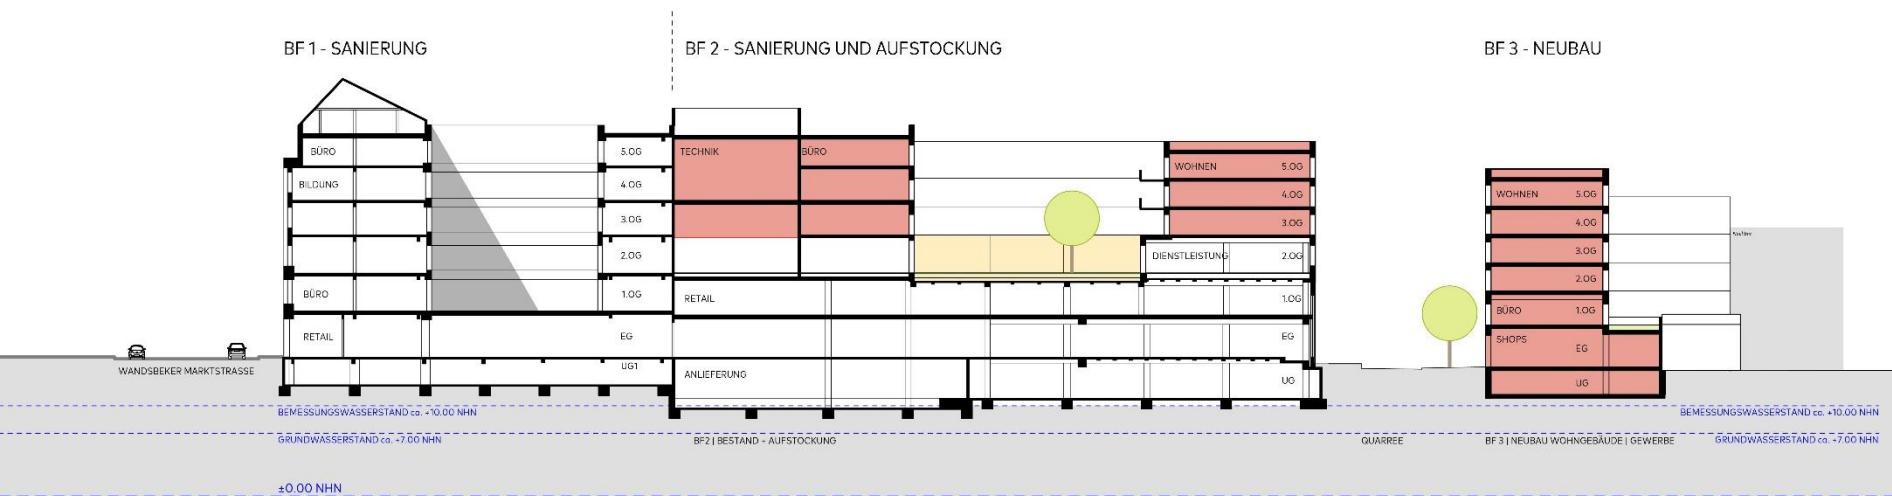 BF 1 - SANIERUNG
BF 2 - SANIERUNG UND AUFSTOCKUNG
BF 3 - NEUBAU
BÜRO
5.OG
TECHNIK
BÜRO
WOHNEN
5.OG
BILDUNG
4.OG
4.OG
WOHNEN
5.OG
3.OG
3.OG
4.OG
2.OG
DIENSTLEISTUNG
2.OG
3.OG
2.OG
BÜRO
1.OG
RETAIL
1.OG
BÜRO
1.OG
RETAIL
EG
EG
SHOPS
EG
WANDSBEKER MARKTSTRASSE
UG1
ANLIEFERUNG
UG
UG
BEMESSUNGSWASSERSTAND ca. +10.00 NHN
BEMESSUNGSWASSERSTAND ca. +10.00 NHN
GRUNDWASSERSTAND ca. +7.00 NHN
BF2 | BESTAND + AUFSTOCKUNG
QUARREE
BF 3 | NEUBAU WOHNGEBÄUDE | GEWERBE
GRUNDWASSERSTAND ca. +7.00 NHN
±0.00 NHN